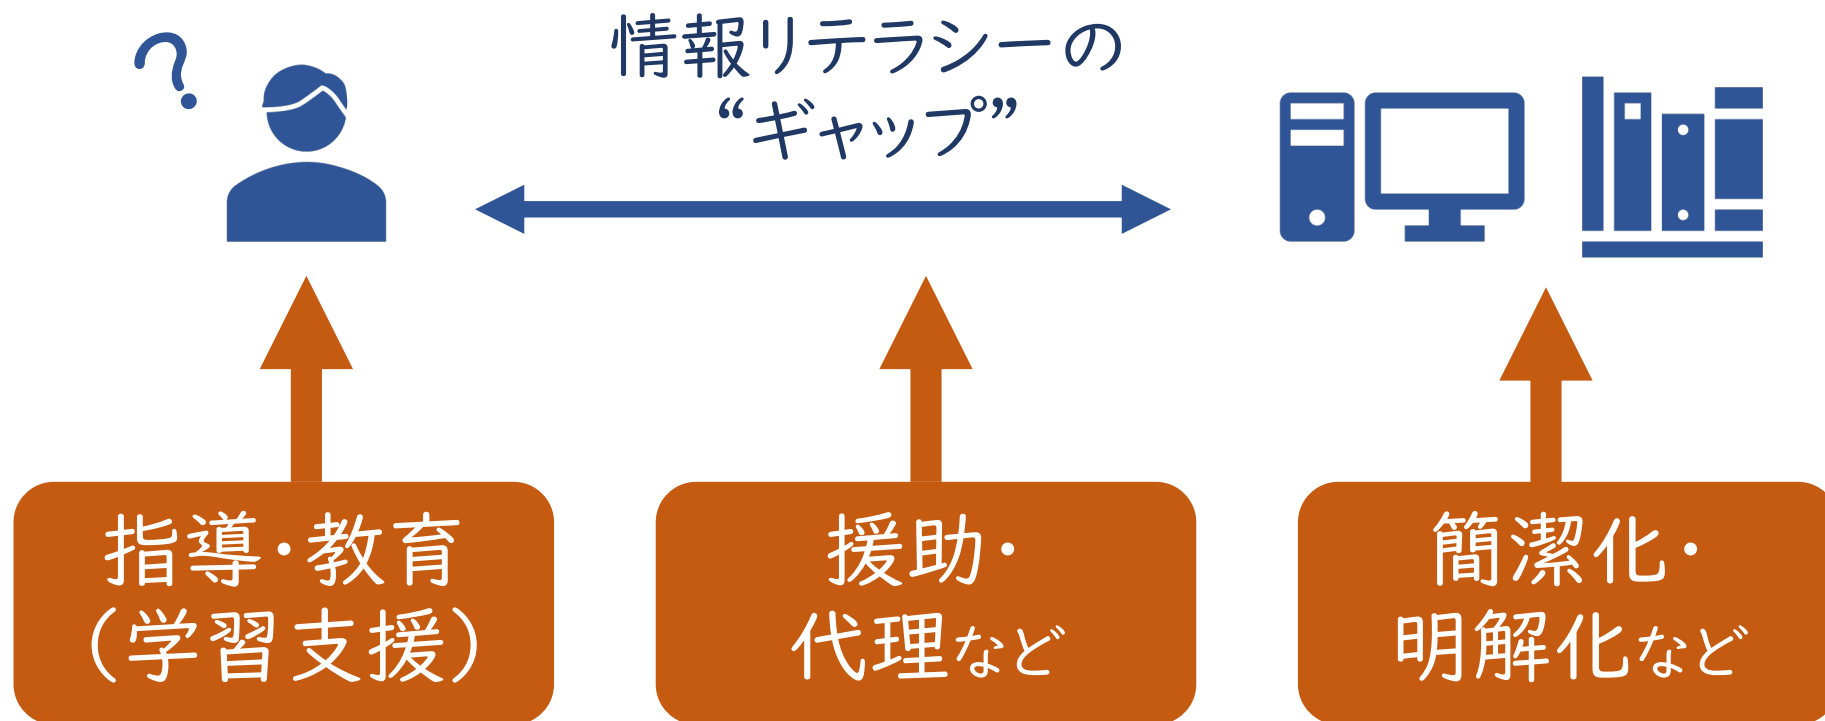 ?
情報リテラシーの
“ギャップ”
指導・教育
(学習支援)
援助・
代理など
簡潔化・
明解化など